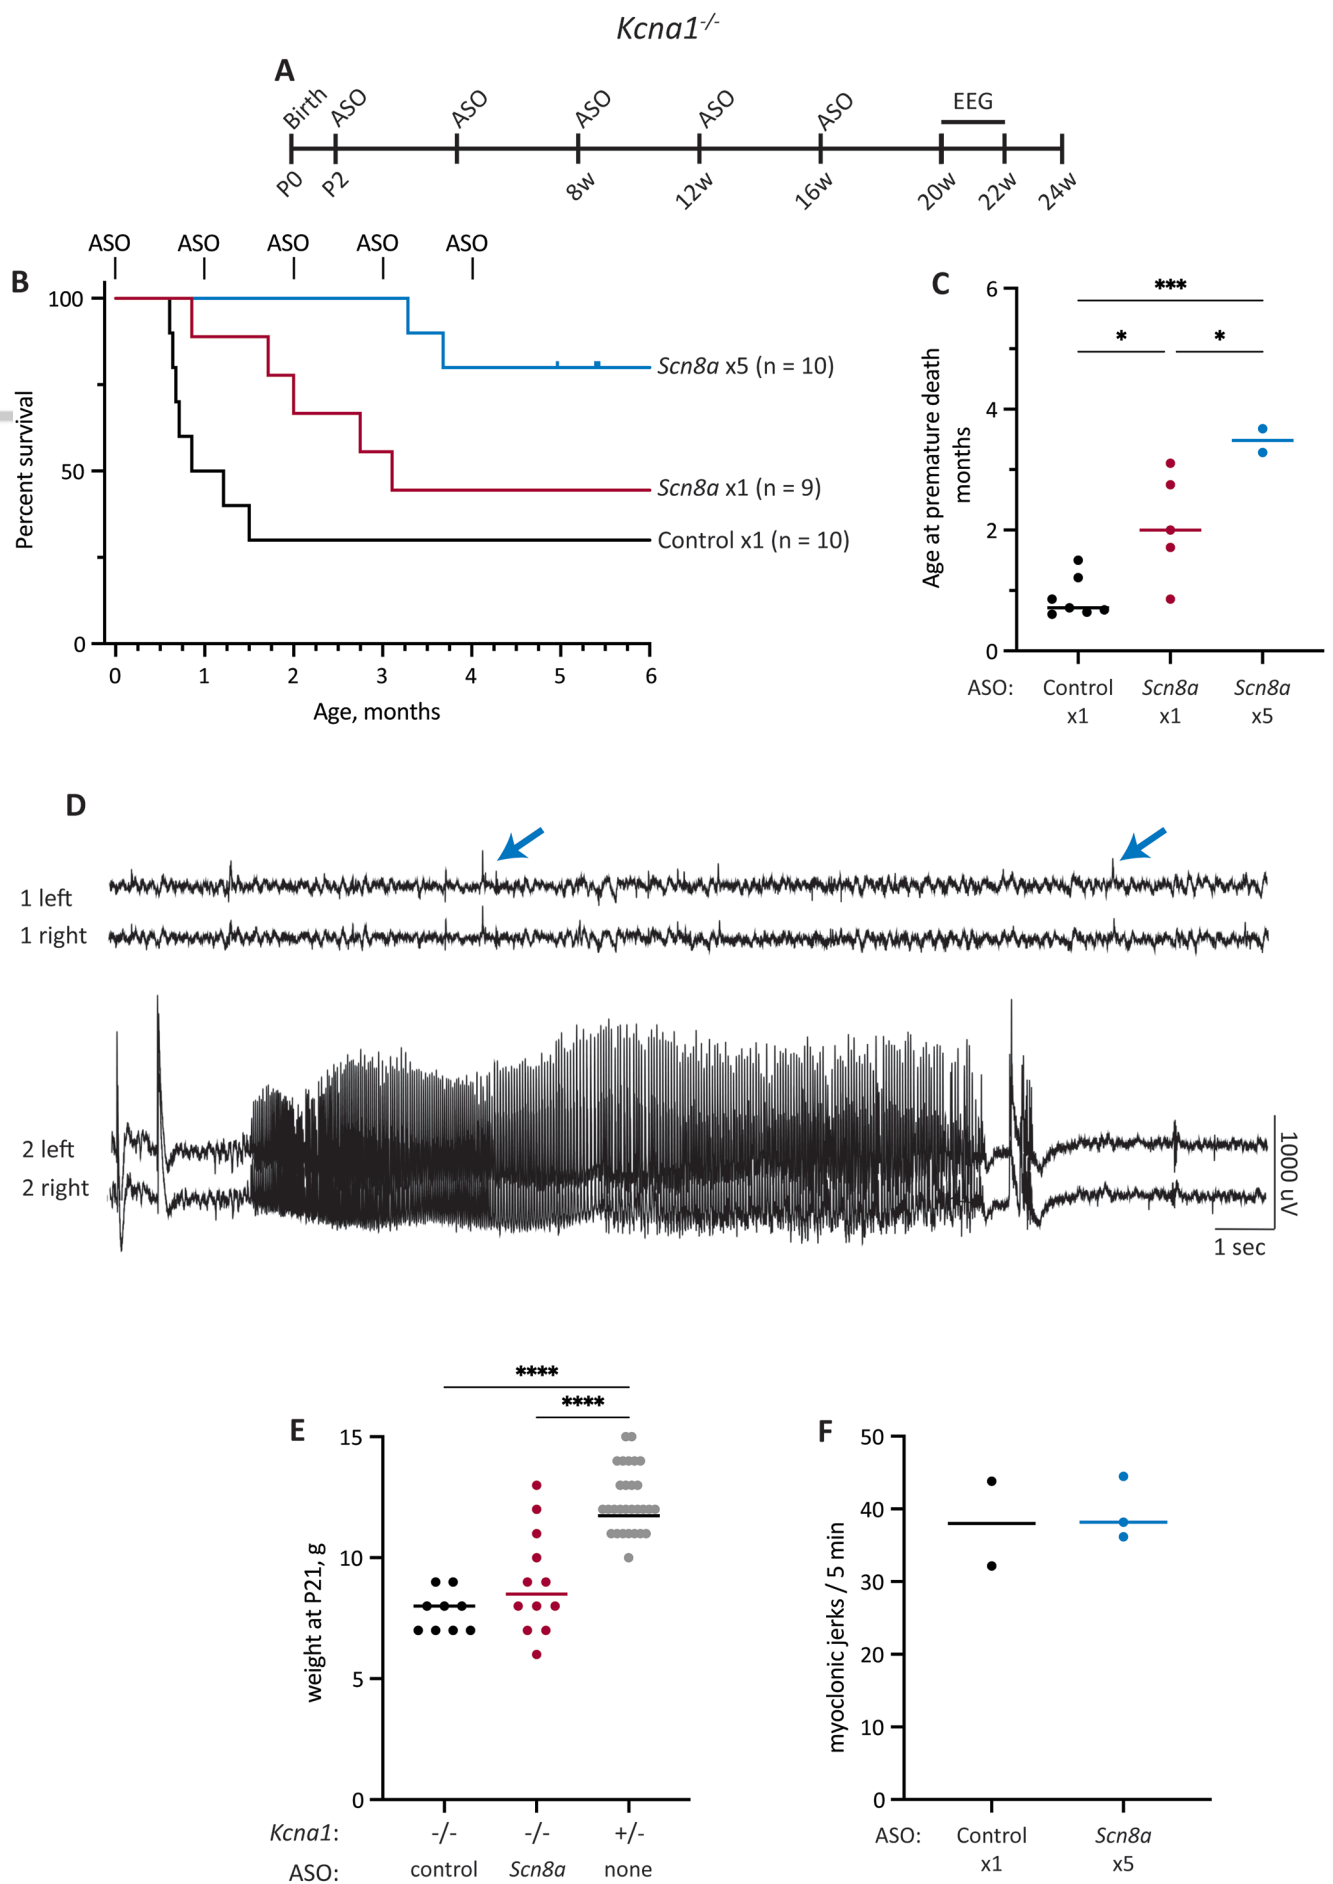 Kcna1-/-
A
Birth ASO ASO ASO ASO ASO EEG
P0 P2 8w 12w 16w 20w 22w 24w
ASO ASO ASO ASO ASO
B
100
50
0
Percent survival
Scn8a x5 (n = 10)
Scn8a x1 (n = 9)
Control x1 (n = 10)
0 1 2 3 4 5 6
Age, months
C
6
4
2
0
Age at premature death
months
***
* *
ASO: Control Scn8a Scn8a
x1 x1 x5
D
1 left
1 right
2 left
2 right
1000 uV
1 sec
E
****
****
15
10
5
0
weight at P21, g
Kcna1: -/- -/- +/-
ASO: control Scn8a none
F
50
40
30
20
10
0
myoclonic jerks / 5 min
ASO: Control Scn8a
x1 x5